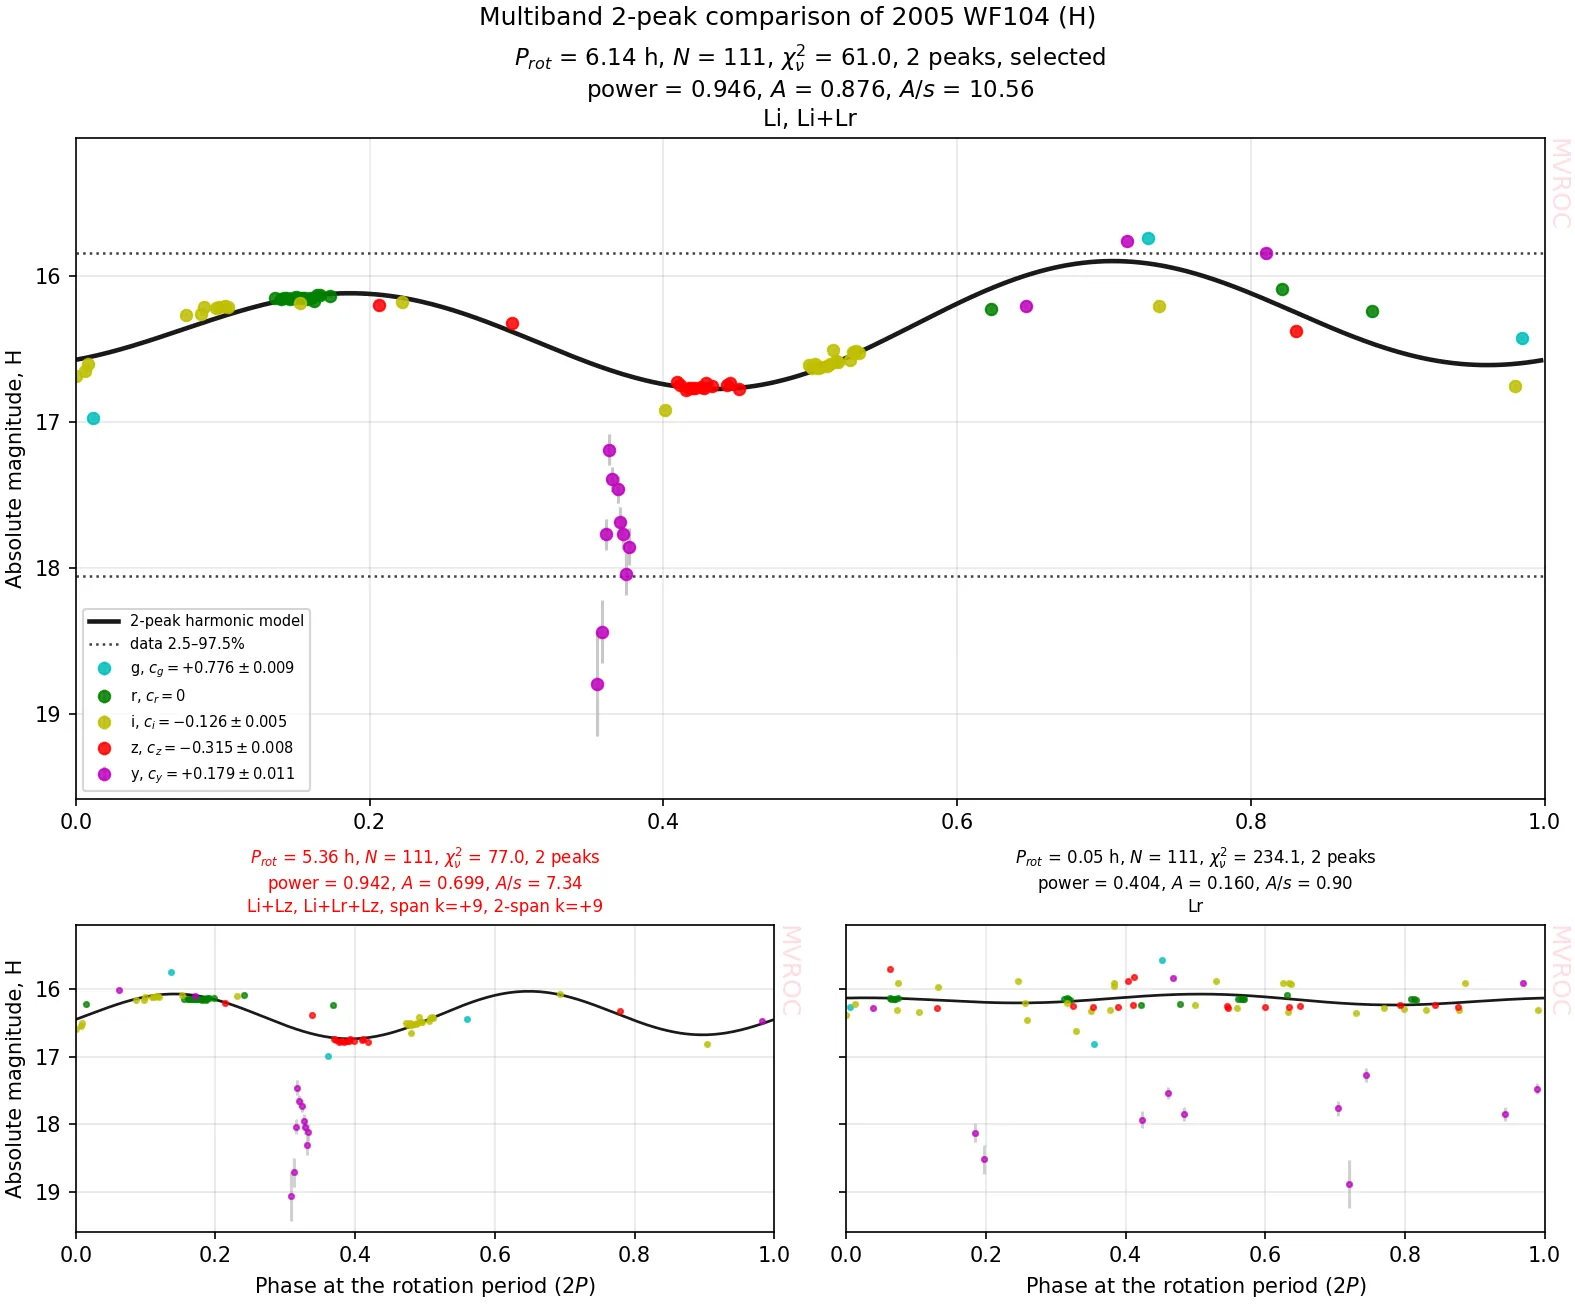 Multiband 2-peak comparison of 2005 WF104 (H)
P_rot = 6.14 h, N = 111, χ²_ν = 61.0, 2 peaks, selected
power = 0.946, A = 0.876, A/s = 10.56
Li, Li+Lr
MVROC
Absolute magnitude, H
16
17
18
19
2-peak harmonic model
data 2.5–97.5%
g, c_g = +0.776 ± 0.009
r, c_r = 0
i, c_i = −0.126 ± 0.005
z, c_z = −0.315 ± 0.008
y, c_y = +0.179 ± 0.011
0.0 0.2 0.4 0.6 0.8 1.0
P_rot = 5.36 h, N = 111, χ²_ν = 77.0, 2 peaks
power = 0.942, A = 0.699, A/s = 7.34
Li+Lz, Li+Lr+Lz, span k=+9, 2-span k=+9
MVROC
Absolute magnitude, H
16
17
18
19
0.0 0.2 0.4 0.6 0.8 1.0
Phase at the rotation period (2P)
P_rot = 0.05 h, N = 111, χ²_ν = 234.1, 2 peaks
power = 0.404, A = 0.160, A/s = 0.90
Lr
MVROC
0.0 0.2 0.4 0.6 0.8 1.0
Phase at the rotation period (2P)